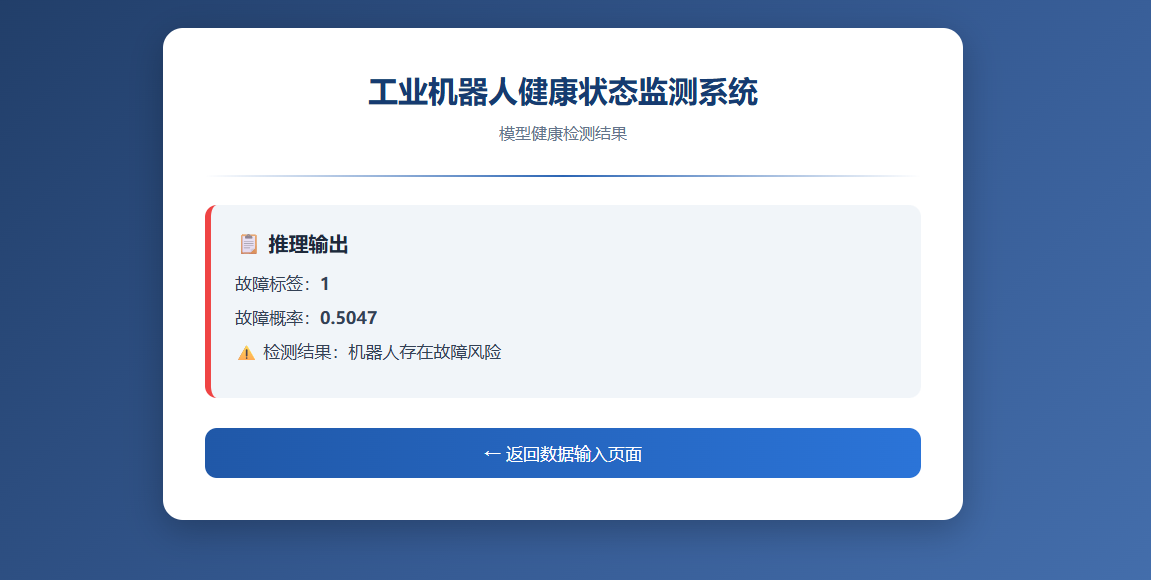 工业机器人健康状态监测系统
模型健康检测结果
📋 推理输出
故障标签：1
故障概率：0.5047
⚠️ 检测结果：机器人存在故障风险
← 返回数据输入页面